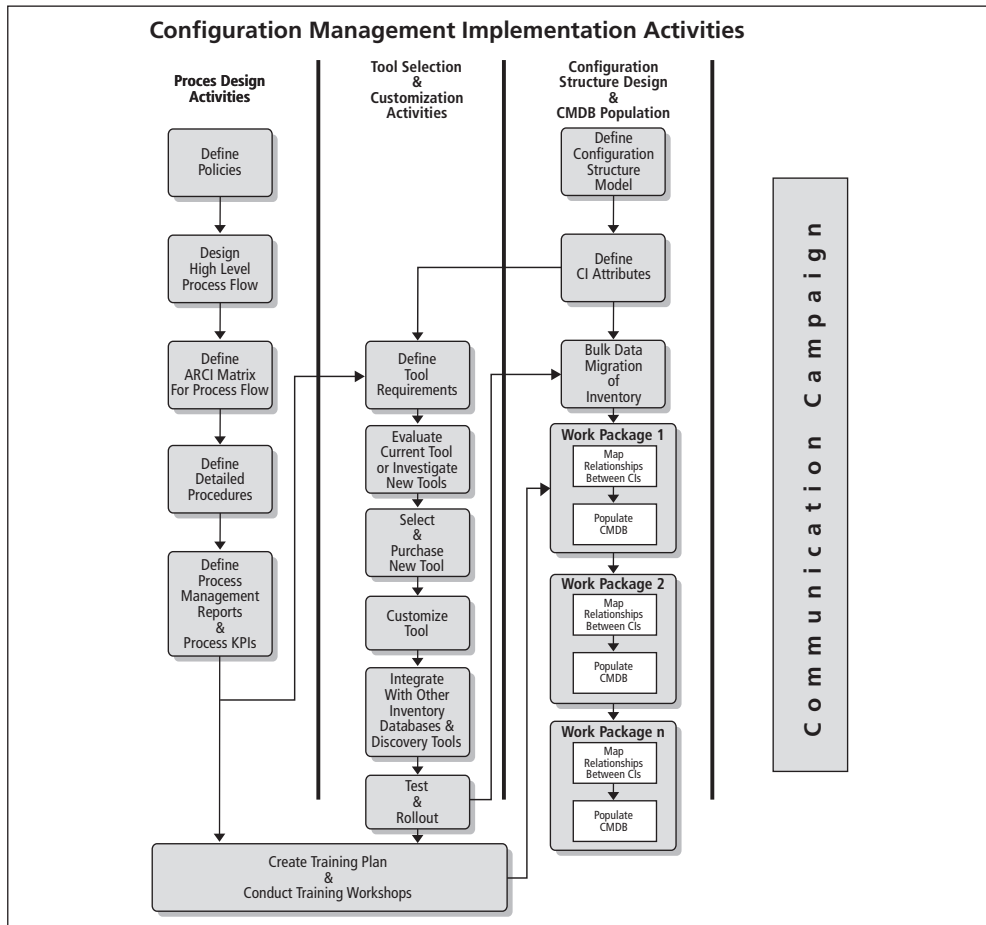 Configuration Management Implementation Activities
Proces Design
Activities
Define
Policies
Design
High Level
Process Flow
Define
ARCI Matrix
For Process Flow
Define
Detailed
Procedures
Define
Process
Management
Reports
&
Process KPIs
Tool Selection
&
Customization
Activities
Define
Tool
Requirements
Evaluate
Current Tool
or Investigate
New Tools
Select
&
Purchase
New Tool
Customize
Tool
Integrate
With Other
Inventory
Databases &
Discovery Tools
Test
&
Rollout
Create Training Plan
&
Conduct Training Workshops
Configuration
Structure Design
&
CMDB Population
Define
Configuration
Structure
Model
Define
CI Attributes
Bulk Data
Migration
of
Inventory
Work Package 1
Map
Relationships
Between CIs
Populate
CMDB
Work Package 2
Map
Relationships
Between CIs
Populate
CMDB
Work Package n
Map
Relationships
Between CIs
Populate
CMDB
Communication Campaign